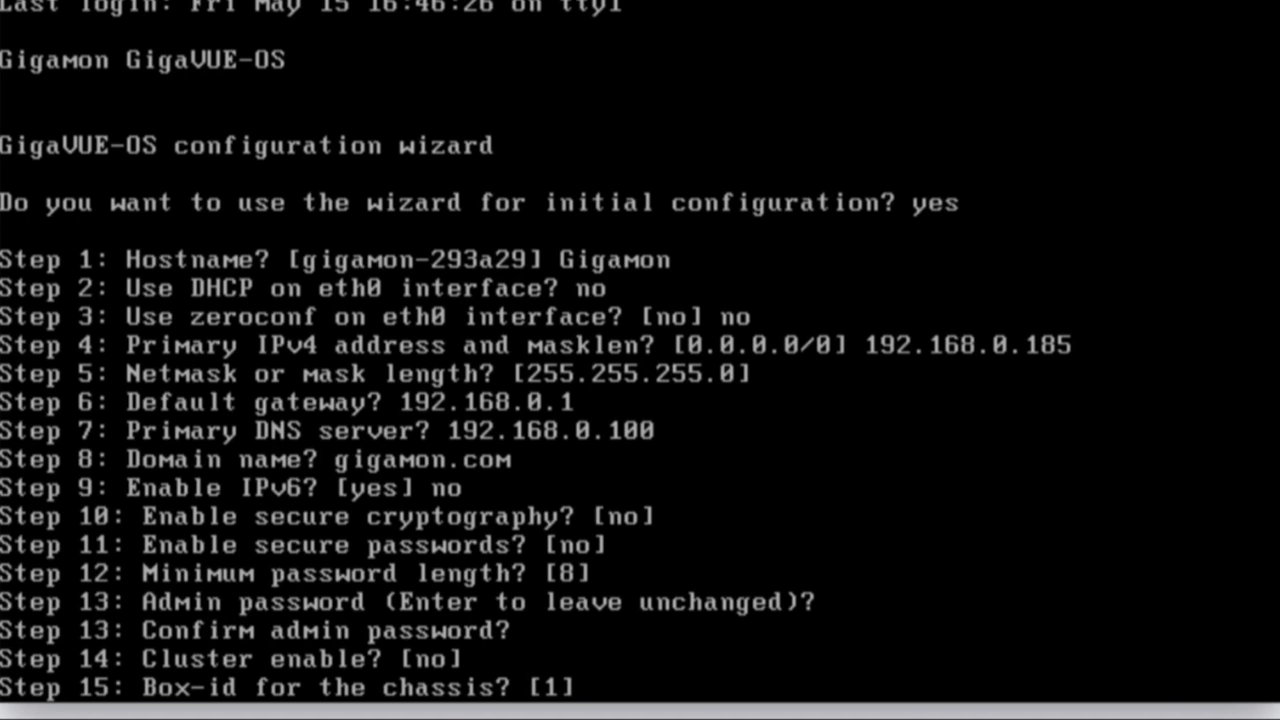 Last login: Fri May 15 16:46:26 on tty1
Gigamon GigaVUE-OS
GigaVUE-OS configuration wizard
Do you want to use the wizard for initial configuration? yes
Step 1: Hostname? [gigamon-293a29] Gigamon
Step 2: Use DHCP on eth0 interface? no
Step 3: Use zeroconf on eth0 interface? [no] no
Step 4: Primary IPv4 address and masklen? [0.0.0.0/0] 192.168.0.185
Step 5: Netmask or mask length? [255.255.255.0]
Step 6: Default gateway? 192.168.0.1
Step 7: Primary DNS server? 192.168.0.100
Step 8: Domain name? gigamon.com
Step 9: Enable IPv6? [yes] no
Step 10: Enable secure cryptography? [no]
Step 11: Enable secure passwords? [no]
Step 12: Minimum password length? [8]
Step 13: Admin password (Enter to leave unchanged)?
Step 13: Confirm admin password?
Step 14: Cluster enable? [no]
Step 15: Box-id for the chassis? [1]